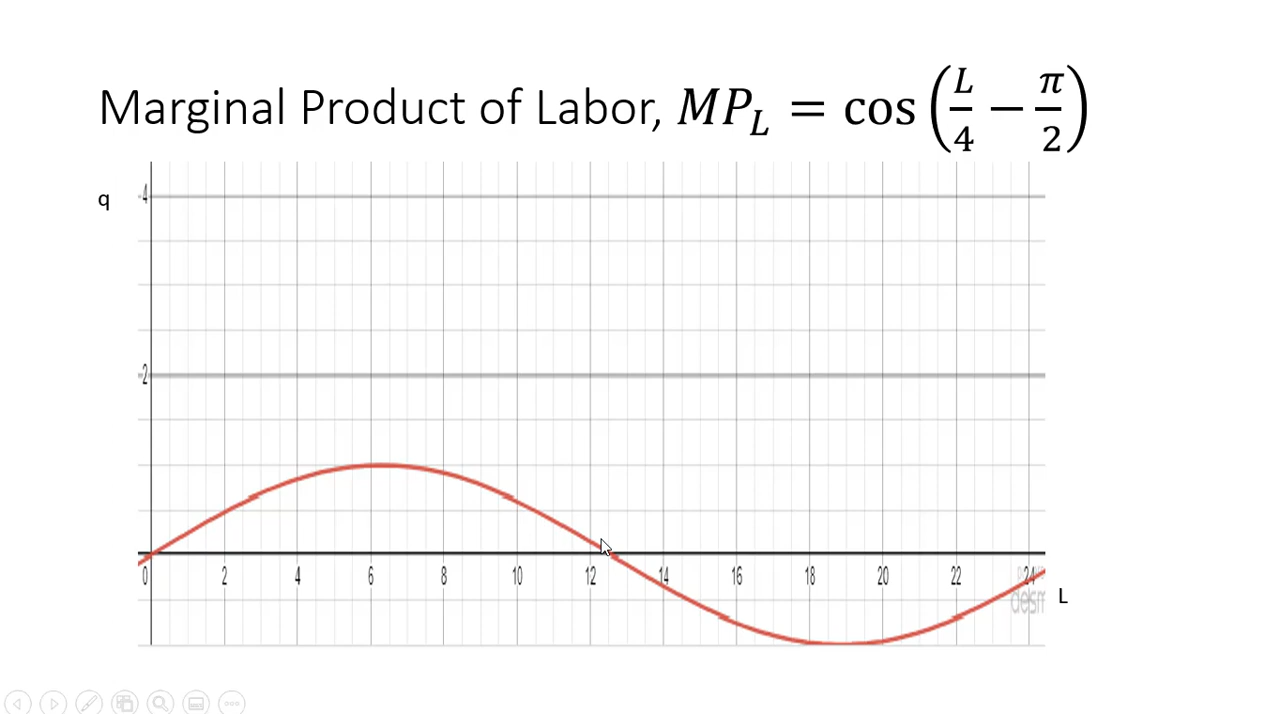 Marginal Product of Labor, MP_L = cos(L/4 − π/2)
q
4
2
0 2 4 6 8 10 12 14 16 18 20 22 24
L